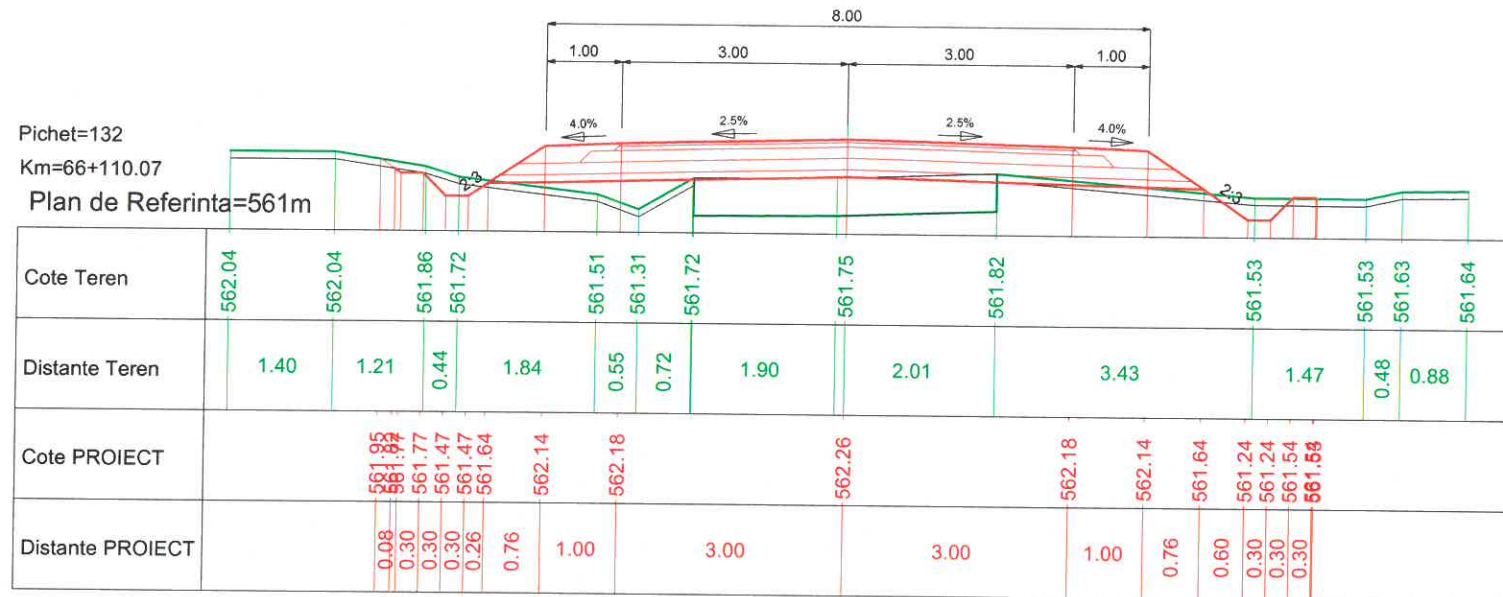 8.00
1.00 3.00 3.00 1.00
4.0% 2.5% 2.5% 4.0%
Pichet=132
Km=66+110.07
Plan de Referinta=561m
2:3 2:3
Cote Teren 562.04 562.04 561.86 561.72 561.51 561.31 561.72 561.75 561.82 561.53 561.53 561.63 561.64
Distante Teren 1.40 1.21 0.44 1.84 0.55 0.72 1.90 2.01 3.43 1.47 0.48 0.88
Cote PROIECT 561.95 561.77 561.77 561.47 561.47 561.64 562.14 562.18 562.26 562.18 562.14 561.64 561.24 561.24 561.54
Distante PROIECT 0.08 0.30 0.30 0.30 0.26 0.76 1.00 3.00 3.00 1.00 0.76 0.60 0.30 0.30 0.30